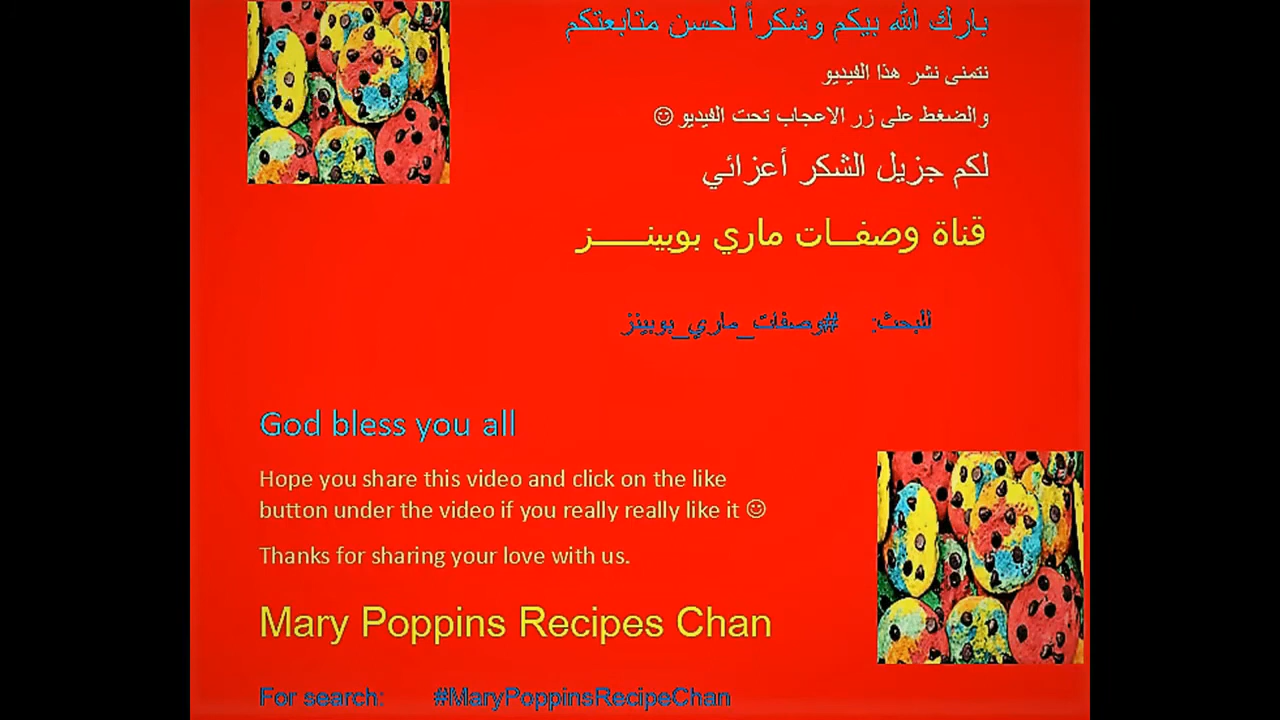 بارك الله بيكم وشكراً لحسن متابعتكم
نتمنى نشر هذا الفيديو
والضغط على زر الاعجاب تحت الفيديو ☺
لكم جزيل الشكر أعزائي
قناة وصفــات ماري بوبينـــــز
للبحث: #وصفات_ماري_بوبينز
God bless you all
Hope you share this video and click on the like
button under the video if you really really like it ☺
Thanks for sharing your love with us.
Mary Poppins Recipes Chan
For search: #MaryPoppinsRecipeChan